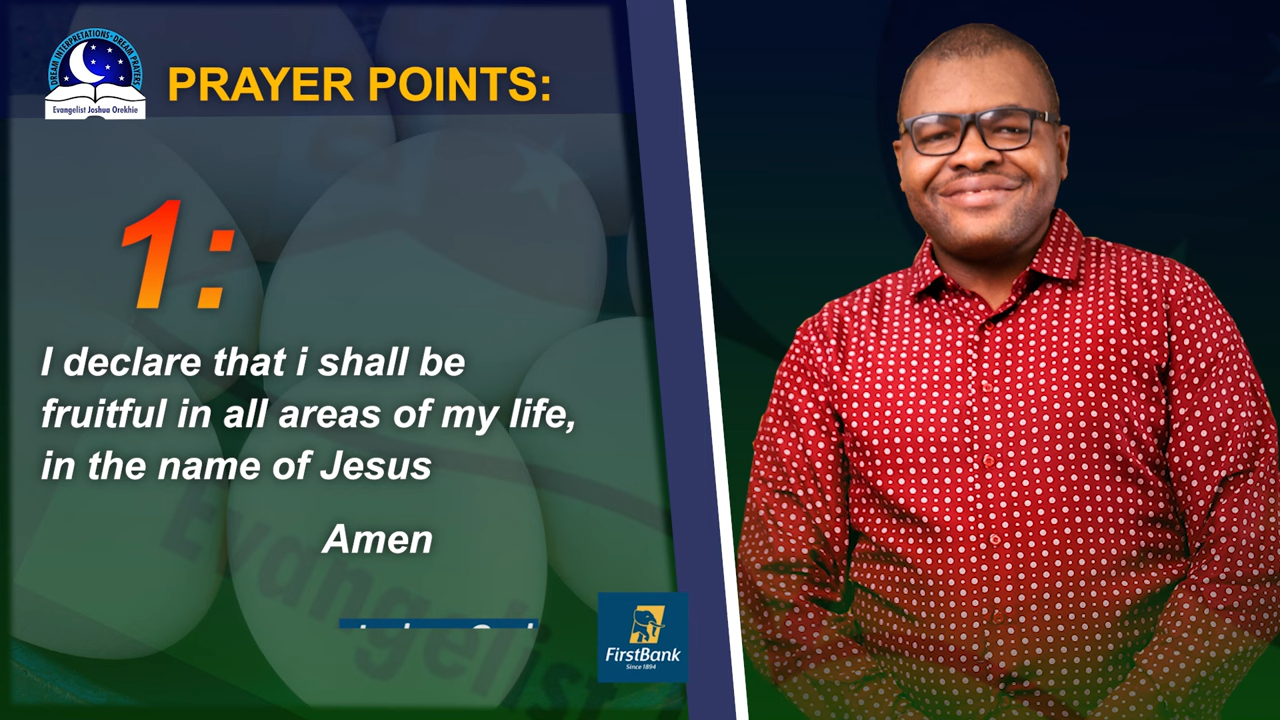 DREAM INTERPRETATIONS- DREAM PRAYERS
Evangelist Joshua Orekhie
PRAYER POINTS:
1:
I declare that i shall be
fruitful in all areas of my life,
in the name of Jesus
Amen
Evangelist
FirstBank
Since 1894